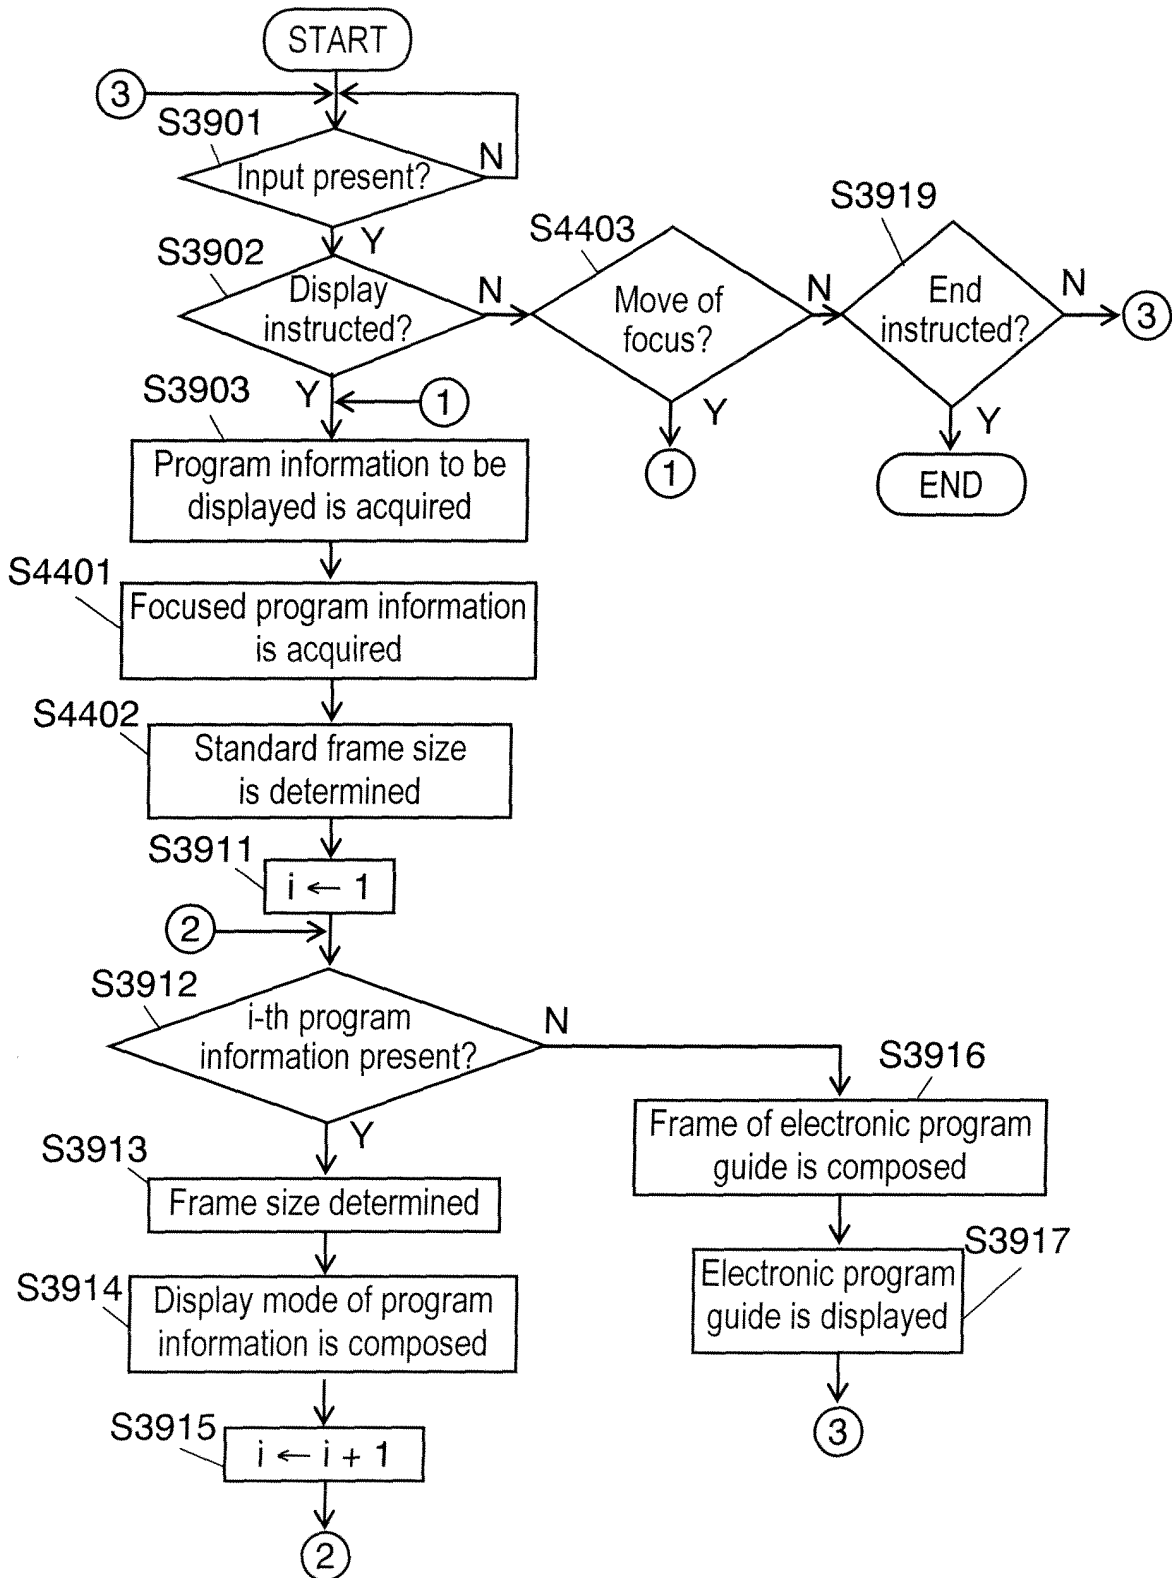 START
3
S3901
Input present?
N
Y
S3902
Display
instructed?
N
S4403
Move of
focus?
N
S3919
End
instructed?
N
3
Y
1
Y
1
Y
END
S3903
Program information to be
displayed is acquired
S4401
Focused program information
is acquired
S4402
Standard frame size
is determined
S3911
i ← 1
2
S3912
i-th program
information present?
N
Y
S3916
Frame of electronic program
guide is composed
S3913
Frame size determined
S3917
Electronic program
guide is displayed
S3914
Display mode of program
information is composed
3
S3915
i ← i + 1
2